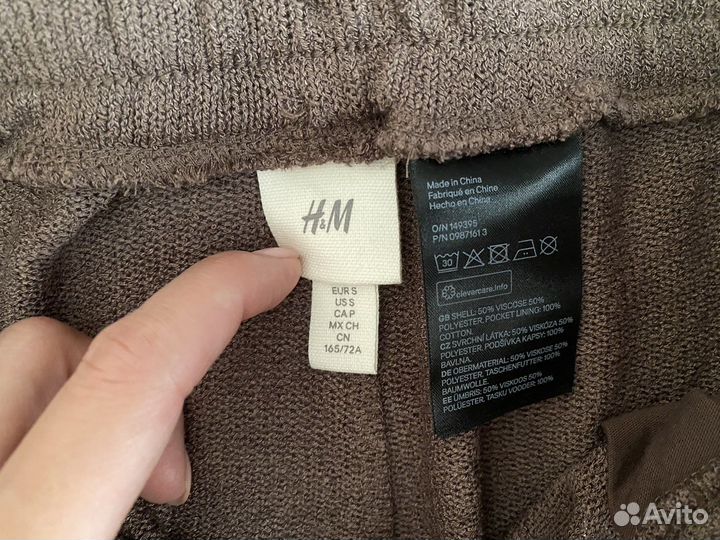 H&M
EUR S
US S
CA P
MX CH
CN
165/72A
Made in China
Fabriqué en Chine
Hecho en China
O/N 149395
P/N 0987161 3
30
clevercare.info
GB SHELL: 50% VISCOSE 50%
POLYESTER. POCKET LINING: 100%
COTTON.
CZ SVRCHNÍ LÁTKA: 50% VISKÓZA 50%
POLYESTER. PODŠÍVKA KAPSY: 100%
BAVLNA.
DE OBERMATERIAL: 50% VISKOSE 50%
POLYESTER. TASCHENFUTTER: 100%
BAUMWOLLE.
EE ÜMBRIS: 50% VISKOOS 50%
POLÜESTER. TASKU VOODER: 100%
Avito